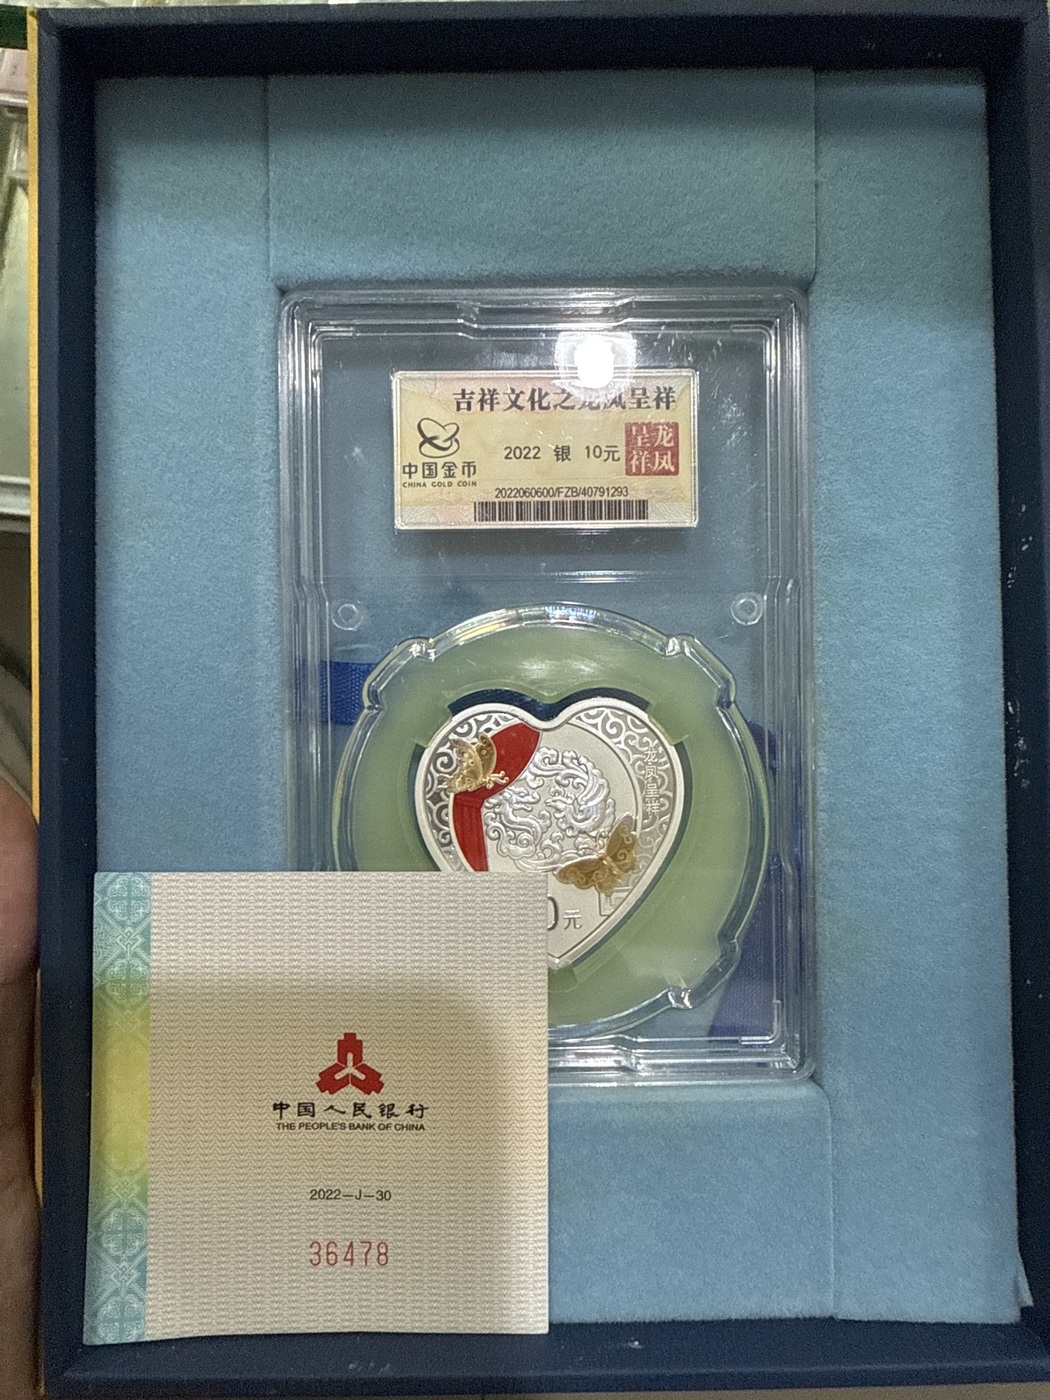 吉祥文化之龙凤呈祥
中国金币
CHINA GOLD COIN
2022 银 10元
龙凤
呈祥
2022060600/FZB/40791293
龙凤呈祥
0元
中国人民银行
THE PEOPLE'S BANK OF CHINA
2022-J-30
36478